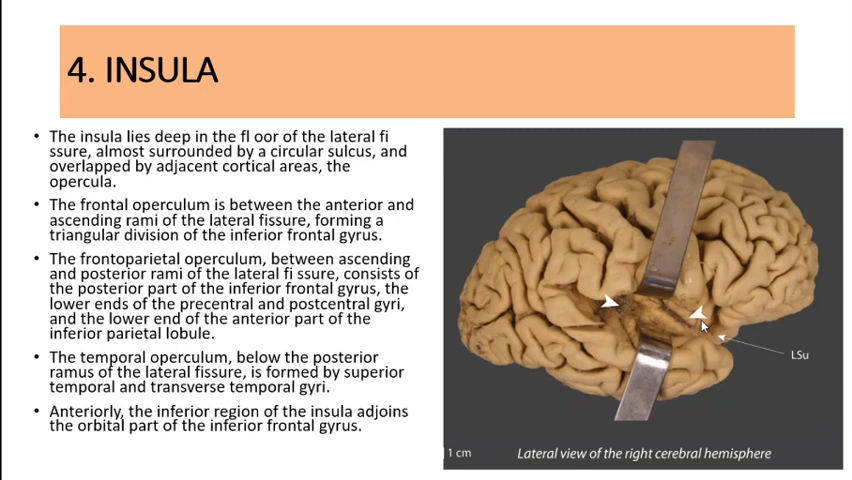 4. INSULA
• The insula lies deep in the fl oor of the lateral fi
ssure, almost surrounded by a circular sulcus, and
overlapped by adjacent cortical areas, the
opercula.
• The frontal operculum is between the anterior and
ascending rami of the lateral fissure, forming a
triangular division of the inferior frontal gyrus.
• The frontoparietal operculum, between ascending
and posterior rami of the lateral fi ssure, consists of
the posterior part of the inferior frontal gyrus, the
lower ends of the precentral and postcentral gyri,
and the lower end of the anterior part of the
inferior parietal lobule.
• The temporal operculum, below the posterior
ramus of the lateral fissure, is formed by superior
temporal and transverse temporal gyri.
• Anteriorly, the inferior region of the insula adjoins
the orbital part of the inferior frontal gyrus.
LSu
1 cm
Lateral view of the right cerebral hemisphere